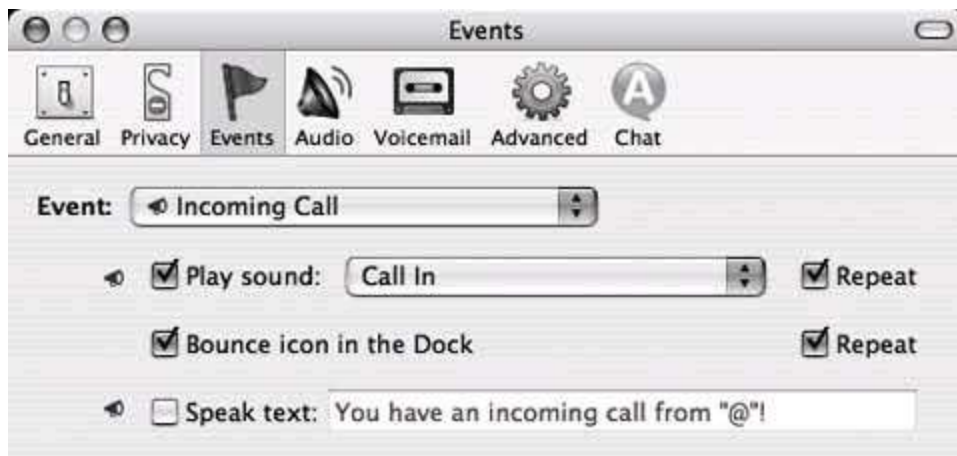 Events
General Privacy Events Audio Voicemail Advanced Chat
Event: Incoming Call
Play sound: Call In Repeat
Bounce icon in the Dock Repeat
Speak text: You have an incoming call from "@"!